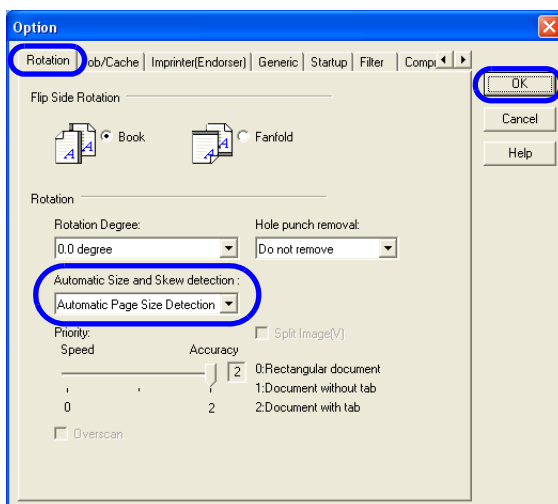 Option
Rotation ob/Cache Imprinter(Endorser) Generic Startup Filter Compr
OK
Cancel
Help
Flip Side Rotation
A A Book A A Fanfold
Rotation
Rotation Degree: Hole punch removal:
0.0 degree Do not remove
Automatic Size and Skew detection :
Automatic Page Size Detection
Priority: Split Image(V)
Speed Accuracy
2 0:Rectangular document
1:Document without tab
0 2 2:Document with tab
Overscan